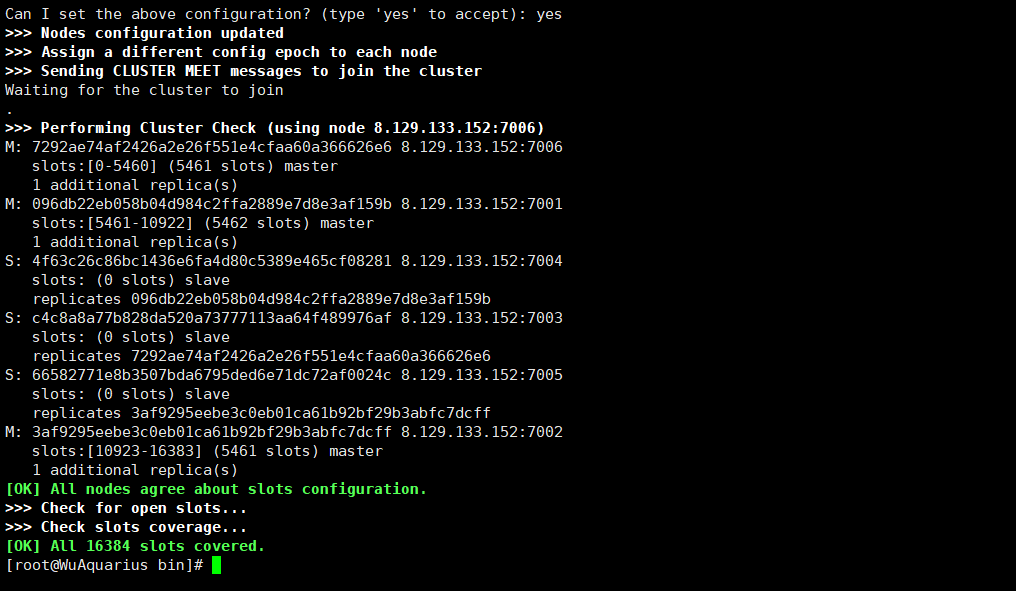 Can I set the above configuration? (type 'yes' to accept): yes
>>> Nodes configuration updated
>>> Assign a different config epoch to each node
>>> Sending CLUSTER MEET messages to join the cluster
Waiting for the cluster to join
.
>>> Performing Cluster Check (using node 8.129.133.152:7006)
M: 7292ae74af2426a2e26f551e4cfaa60a366626e6 8.129.133.152:7006
   slots:[0-5460] (5461 slots) master
   1 additional replica(s)
M: 096db22eb058b04d984c2ffa2889e7d8e3af159b 8.129.133.152:7001
   slots:[5461-10922] (5462 slots) master
   1 additional replica(s)
S: 4f63c26c86bc1436e6fa4d80c5389e465cf08281 8.129.133.152:7004
   slots: (0 slots) slave
   replicates 096db22eb058b04d984c2ffa2889e7d8e3af159b
S: c4c8a8a77b828da520a73777113aa64f489976af 8.129.133.152:7003
   slots: (0 slots) slave
   replicates 7292ae74af2426a2e26f551e4cfaa60a366626e6
S: 66582771e8b3507bda6795ded6e71dc72af0024c 8.129.133.152:7005
   slots: (0 slots) slave
   replicates 3af9295eebe3c0eb01ca61b92bf29b3abfc7dcff
M: 3af9295eebe3c0eb01ca61b92bf29b3abfc7dcff 8.129.133.152:7002
   slots:[10923-16383] (5461 slots) master
   1 additional replica(s)
[OK] All nodes agree about slots configuration.
>>> Check for open slots...
>>> Check slots coverage...
[OK] All 16384 slots covered.
[root@WuAquarius bin]#